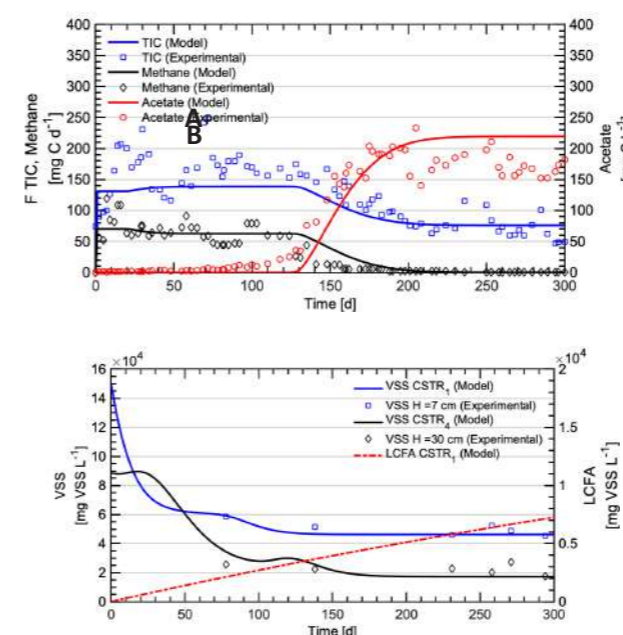 400
350
300
250
200
150
100
50
0
F TIC, Methane
[mg C d⁻¹]
TIC (Model)
TIC (Experimental)
Methane (Model)
Methane (Experimental)
Acetate (Model)
Acetate (Experimental)
A
B
400
350
300
250
200
150
100
50
0
Acetate
0 50 100 150 200 250 300
Time [d]
×10⁴
16
14
12
10
8
6
4
2
0
VSS
[mg VSS L⁻¹]
VSS CSTR₁ (Model)
VSS H =7 cm (Experimental)
VSS CSTR₄ (Model)
VSS H =30 cm (Experimental)
LCFA CSTR₁ (Model)
×10⁴
2
1.5
1
0.5
0
LCFA
[mg VSS L⁻¹]
0 50 100 150 200 250 300
Time [d]